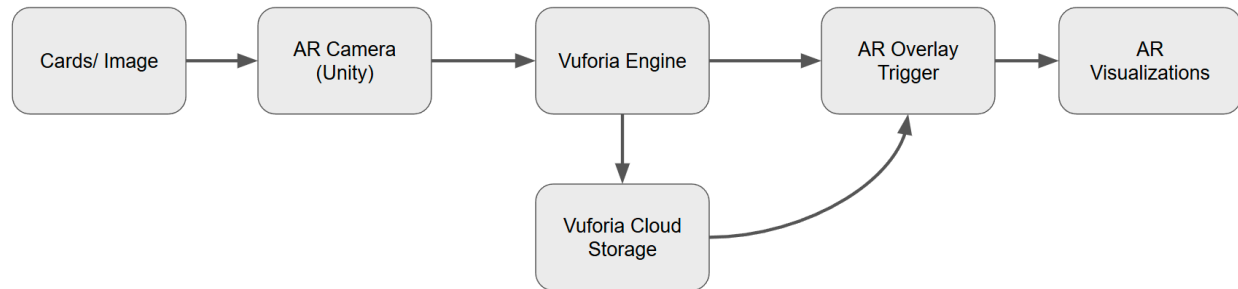 Cards/ Image
AR Camera
(Unity)
Vuforia Engine
AR Overlay
Trigger
AR
Visualizations
Vuforia Cloud
Storage